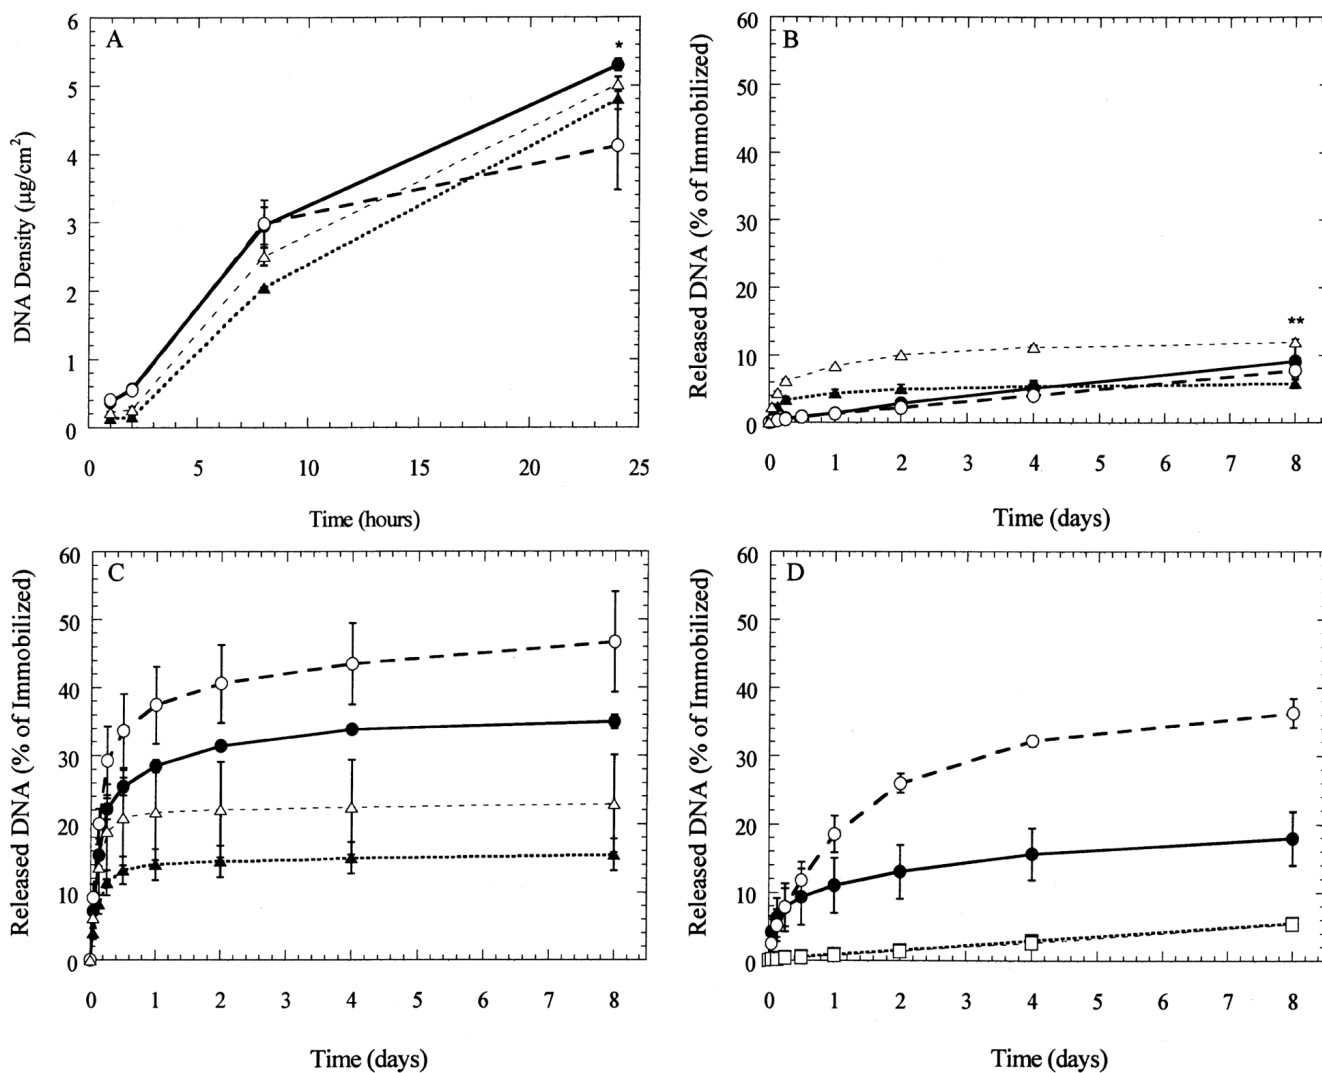 A
*
DNA Density (μg/cm²)
6
5
4
3
2
1
0
0 5 10 15 20 25
Time (hours)
B
**
Released DNA (% of Immobilized)
60
50
40
30
20
10
0
0 1 2 3 4 5 6 7 8
Time (days)
C
Released DNA (% of Immobilized)
60
50
40
30
20
10
0
0 1 2 3 4 5 6 7 8
Time (days)
D
Released DNA (% of Immobilized)
60
50
40
30
20
10
0
0 1 2 3 4 5 6 7 8
Time (days)